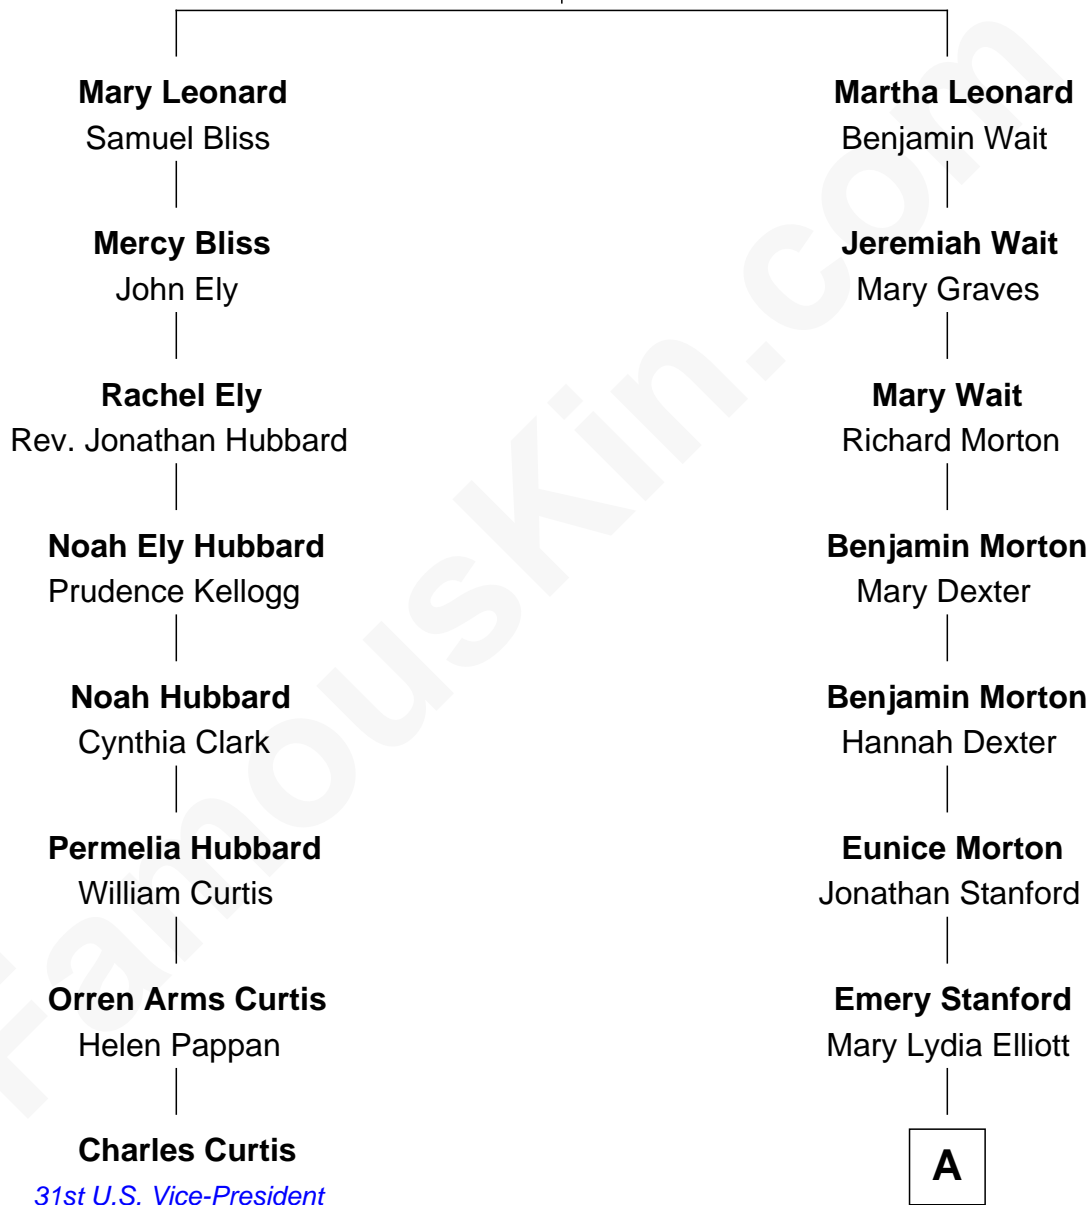 Mary Leonard
Samuel Bliss
Martha Leonard
Benjamin Wait
Mercy Bliss
John Ely
Jeremiah Wait
Mary Graves
Rachel Ely
Rev. Jonathan Hubbard
Mary Wait
Richard Morton
Noah Ely Hubbard
Prudence Kellogg
Benjamin Morton
Mary Dexter
Noah Hubbard
Cynthia Clark
Benjamin Morton
Hannah Dexter
Permelia Hubbard
William Curtis
Eunice Morton
Jonathan Stanford
Orren Arms Curtis
Helen Pappan
Emery Stanford
Mary Lydia Elliott
Charles Curtis
31st U.S. Vice-President
A
FamousKin.com